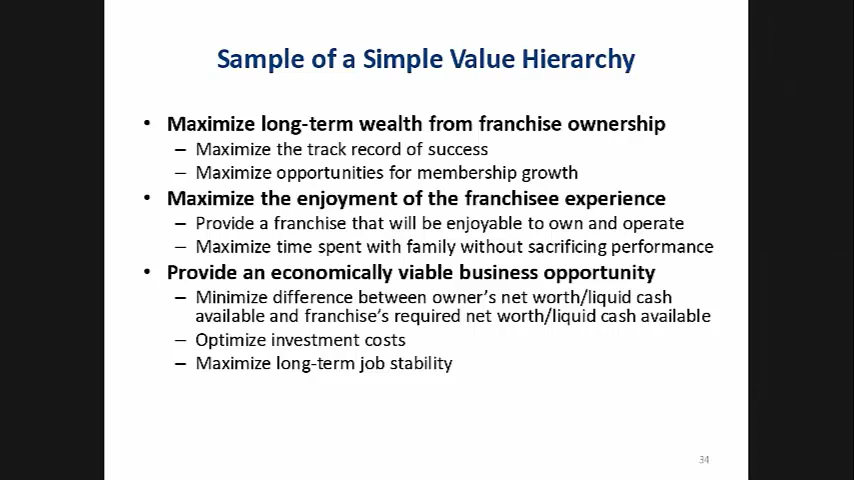 Sample of a Simple Value Hierarchy
• Maximize long-term wealth from franchise ownership
– Maximize the track record of success
– Maximize opportunities for membership growth
• Maximize the enjoyment of the franchisee experience
– Provide a franchise that will be enjoyable to own and operate
– Maximize time spent with family without sacrificing performance
• Provide an economically viable business opportunity
– Minimize difference between owner's net worth/liquid cash
available and franchise's required net worth/liquid cash available
– Optimize investment costs
– Maximize long-term job stability
34